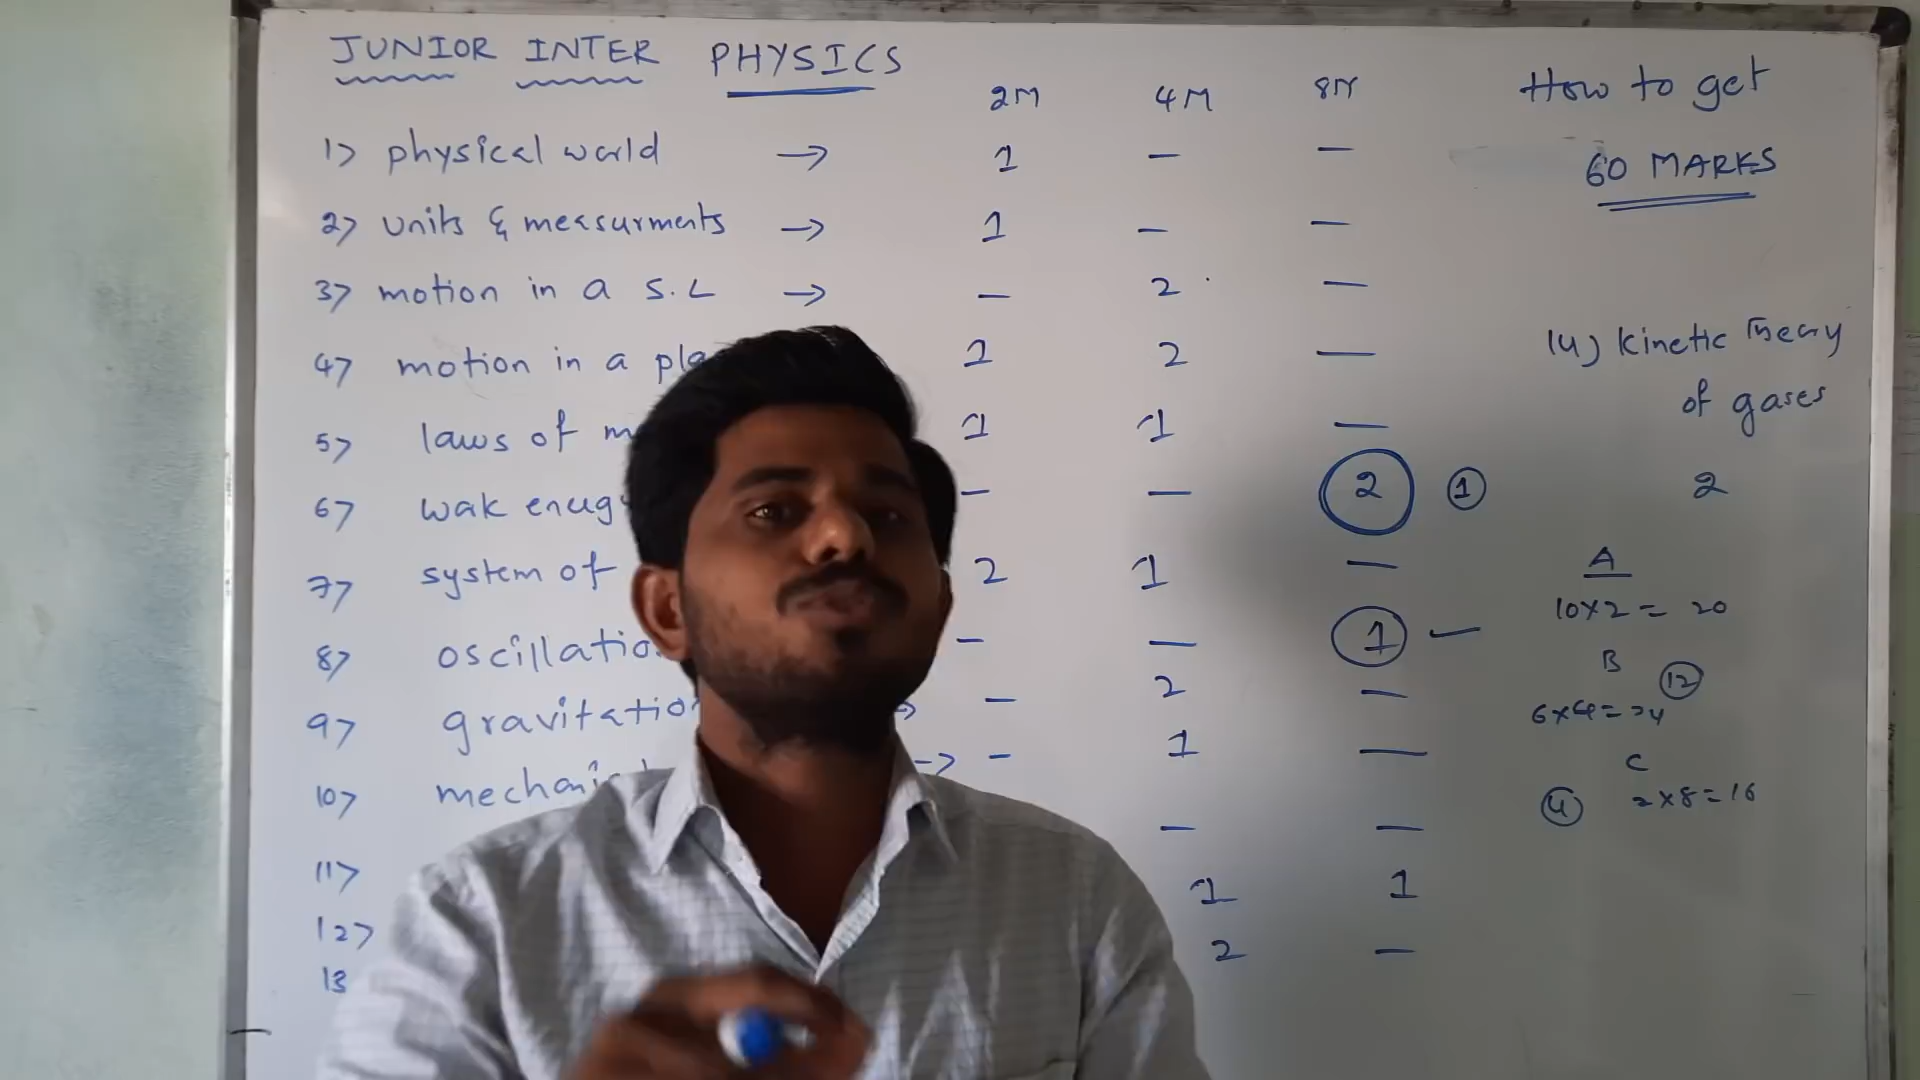 JUNIOR INTER PHYSICS
2M 4M 8M
1> physical world → 1 — —
2> units & measurments → 1 — —
3> motion in a S.L → — 2 —
4> motion in a pla 1 2 —
5> laws of m 1 1 —
6> wak energ — — 2 1
7> system of 2 1 —
8> oscillatio — — 1 —
9> gravitation → — 2 —
10> mechani → — 1 —
11> — —
12> 1 1
13 2 —
How to get
60 MARKS
14) kinetic Theory
of gases
2
A
10×2 = 20
B 12
6×4=24
C
4 2×8=16